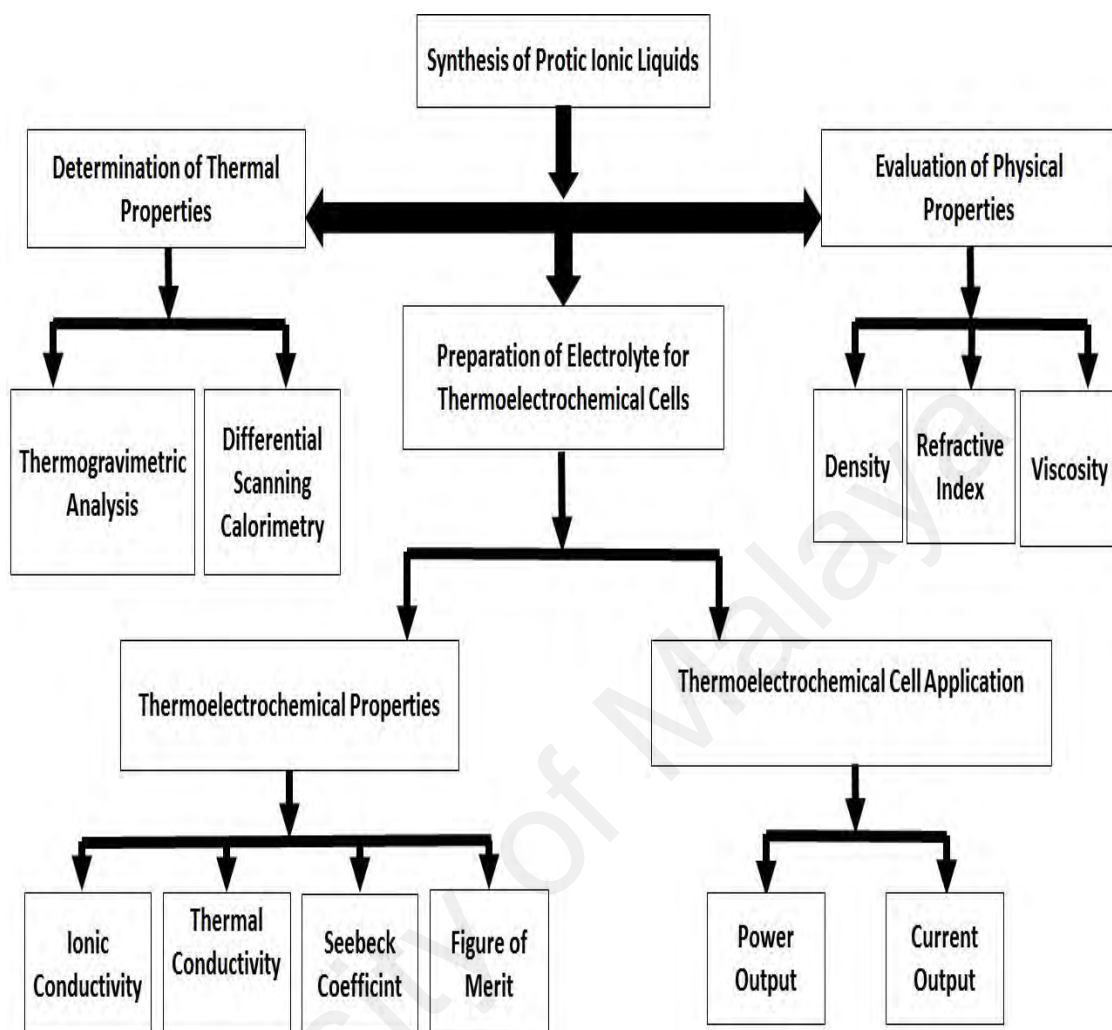 Synthesis of Protic Ionic Liquids
Determination of Thermal
Properties
Evaluation of Physical
Properties
Preparation of Electrolyte for
Thermoelectrochemical Cells
Thermogravimetric
Analysis
Differential
Scanning
Calorimetry
Density
Refractive
Index
Viscosity
Thermoelectrochemical Properties
Thermoelectrochemical Cell Application
Ionic
Conductivity
Thermal
Conductivity
Seebeck
Coefficint
Figure of
Merit
Power
Output
Current
Output
of Malaya